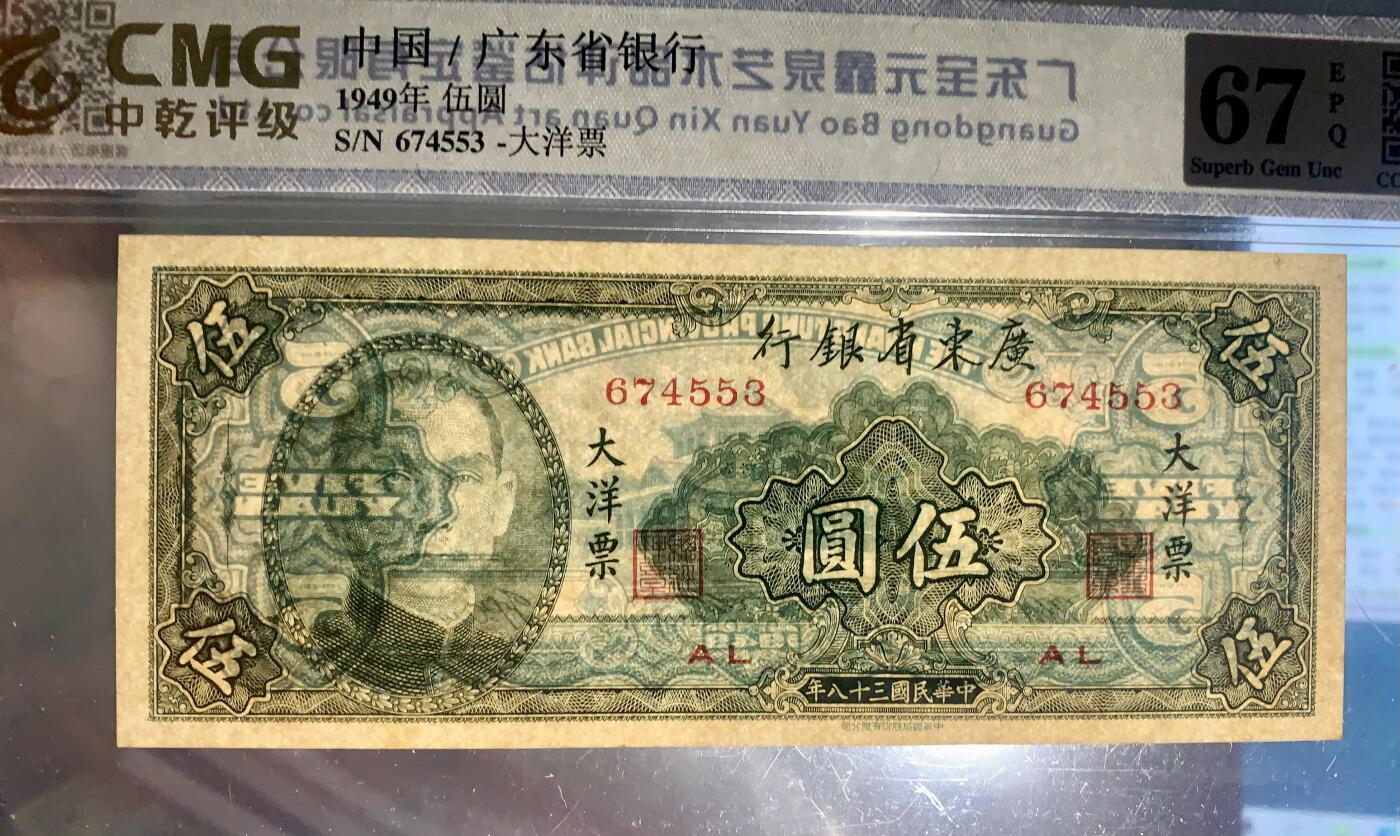 CMG
中乾评级
中国 / 广东省银行
1949年 伍圆
S/N 674553 -大洋票
广东宝元鑫泉艺术品评估鉴定有限公司
Guangdong Bao Yuan Xin Quan art Appraisal co
67
EPQ
Superb Gem Unc
伍
伍
行銀省東廣
PROVINCIAL BANK
674553
674553
大洋票
大洋票
FIVE
YUAN
圓伍
AL
AL
伍
伍
年八十三國民華中